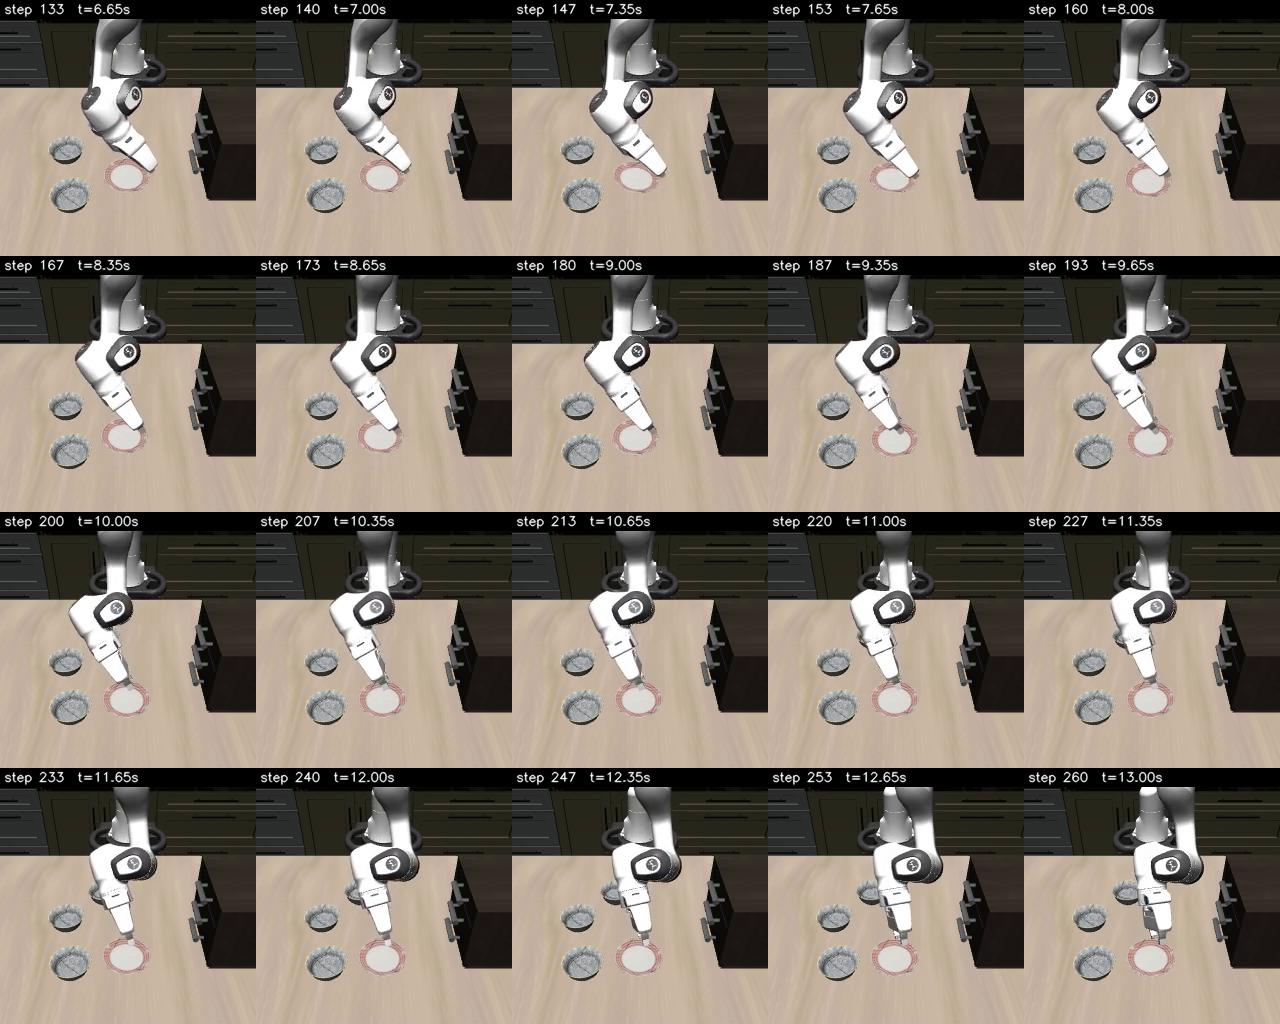 step 133 t=6.65s
step 140 t=7.00s
step 147 t=7.35s
step 153 t=7.65s
step 160 t=8.00s
step 167 t=8.35s
step 173 t=8.65s
step 180 t=9.00s
step 187 t=9.35s
step 193 t=9.65s
step 200 t=10.00s
step 207 t=10.35s
step 213 t=10.65s
step 220 t=11.00s
step 227 t=11.35s
step 233 t=11.65s
step 240 t=12.00s
step 247 t=12.35s
step 253 t=12.65s
step 260 t=13.00s